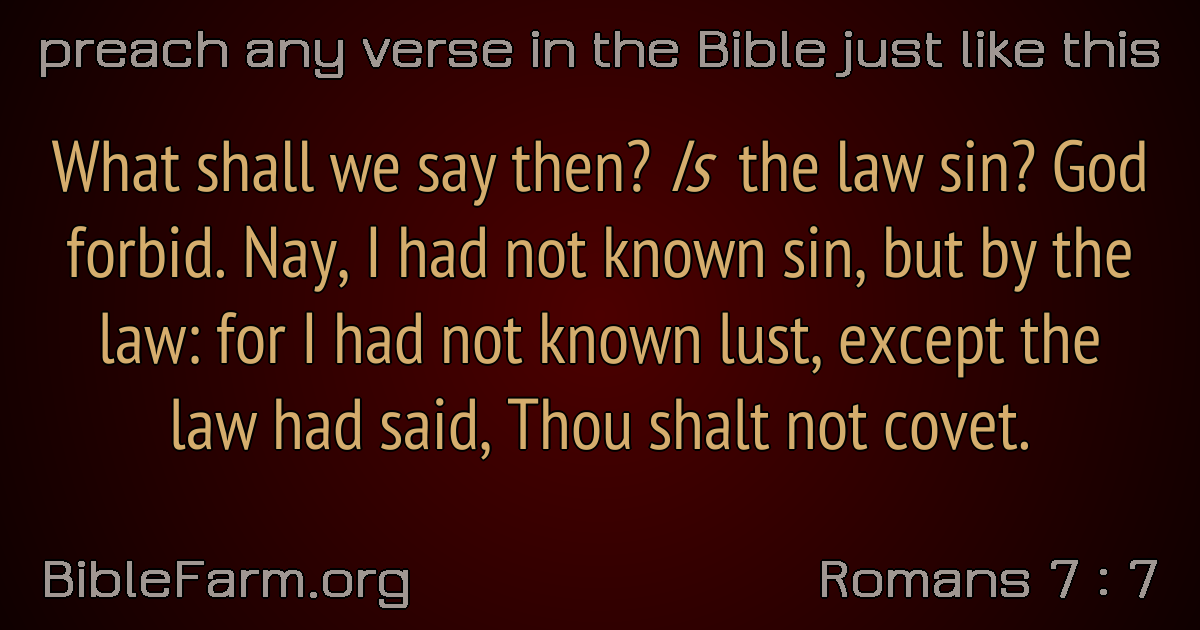 preach any verse in the Bible just like this
What shall we say then? Is the law sin? God
forbid. Nay, I had not known sin, but by the
law: for I had not known lust, except the
law had said, Thou shalt not covet.
BibleFarm.org
Romans 7 : 7